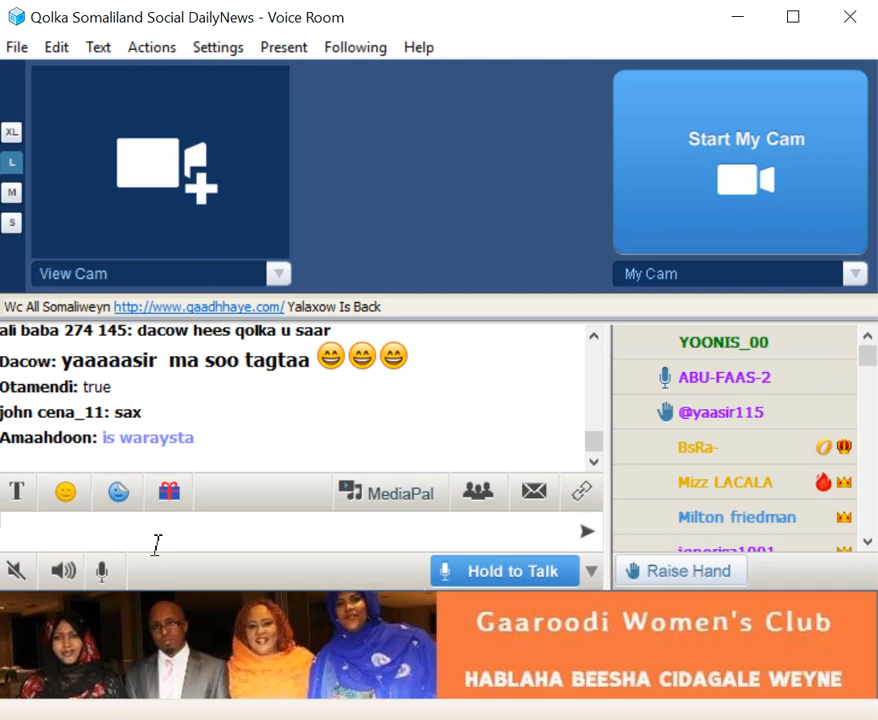 Qolka Somaliland Social DailyNews - Voice Room
File Edit Text Actions Settings Present Following Help
XL
L
M
S
View Cam
Start My Cam
My Cam
Wc All Somaliweyn http://www.gaadhhaye.com/ Yalaxow Is Back
ali baba 274 145: dacow hees qolka u saar
Dacow: yaaaaasir ma soo tagtaa 😄😄😄
Otamendi: true
john cena_11: sax
Amaahdoon: is waraysta
YOONIS_00
ABU-FAAS-2
@yaasir115
BsRa-
Mizz LACALA
Milton friedman
T
MediaPal
Hold to Talk
Raise Hand
Gaaroodi Women's Club
HABLAHA BEESHA CIDAGALE WEYNE